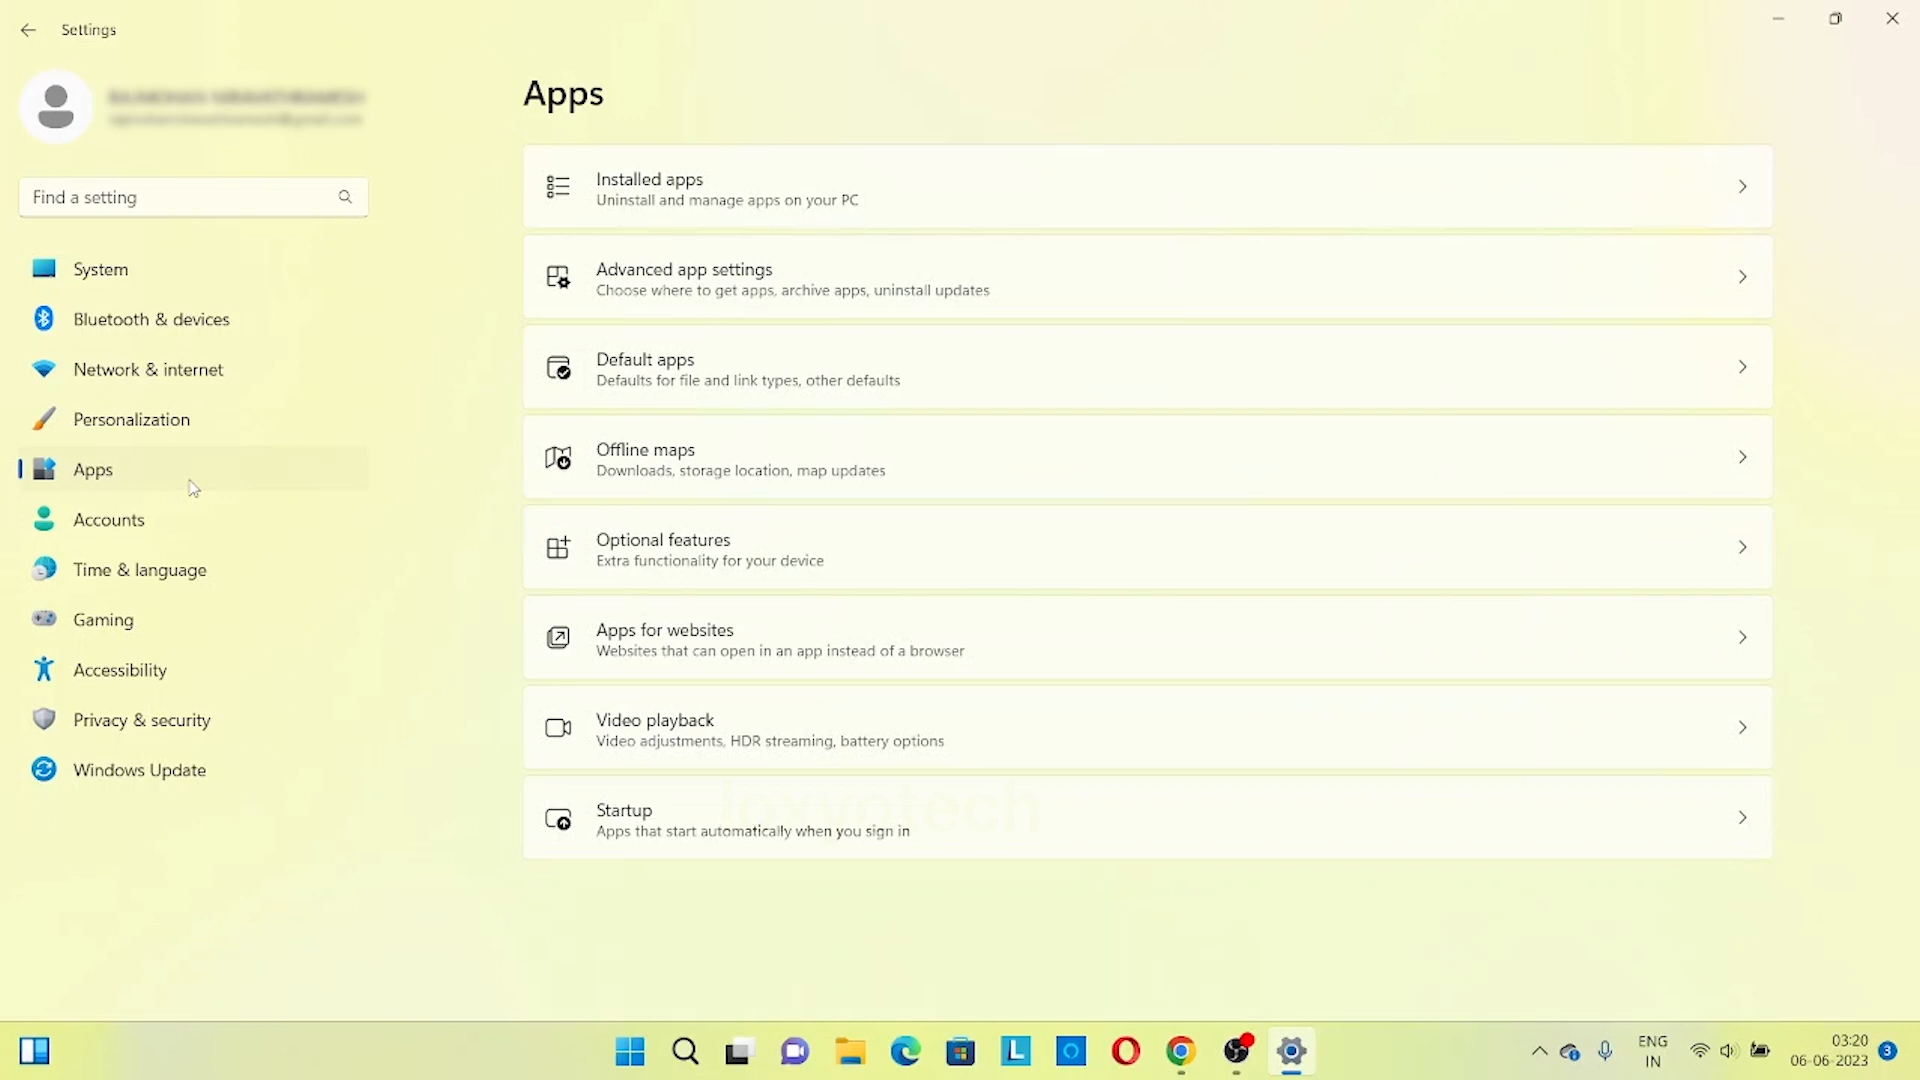 Settings
Find a setting
System
Bluetooth & devices
Network & internet
Personalization
Apps
Accounts
Time & language
Gaming
Accessibility
Privacy & security
Windows Update
Apps
Installed apps
Uninstall and manage apps on your PC
Advanced app settings
Choose where to get apps, archive apps, uninstall updates
Default apps
Defaults for file and link types, other defaults
Offline maps
Downloads, storage location, map updates
Optional features
Extra functionality for your device
Apps for websites
Websites that can open in an app instead of a browser
Video playback
Video adjustments, HDR streaming, battery options
Startup
Apps that start automatically when you sign in
L
ENG
IN
03:20
06-06-2023
3